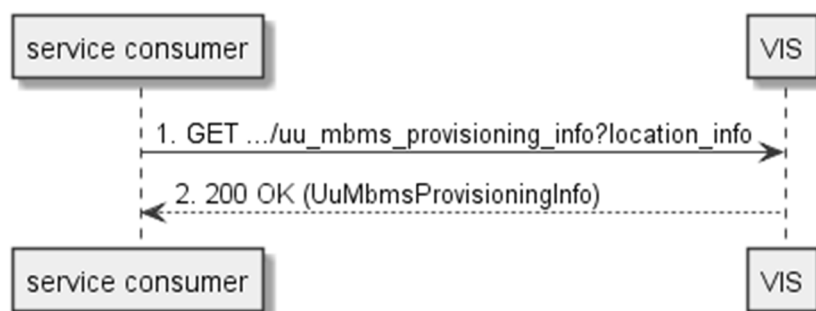 service consumer
VIS
1. GET .../uu_mbms_provisioning_info?location_info
2. 200 OK (UuMbmsProvisioningInfo)
service consumer
VIS